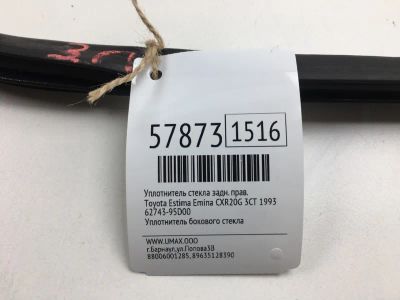 57873 1516
Уплотнитель стекла задн. прав.
Toyota Estima Emina CXR20G 3CT 1993
62743-95D00
Уплотнитель бокового стекла
WWW.UMAX.OOO
г.Барнаул,ул.Попова3В
88006001285,89635128390